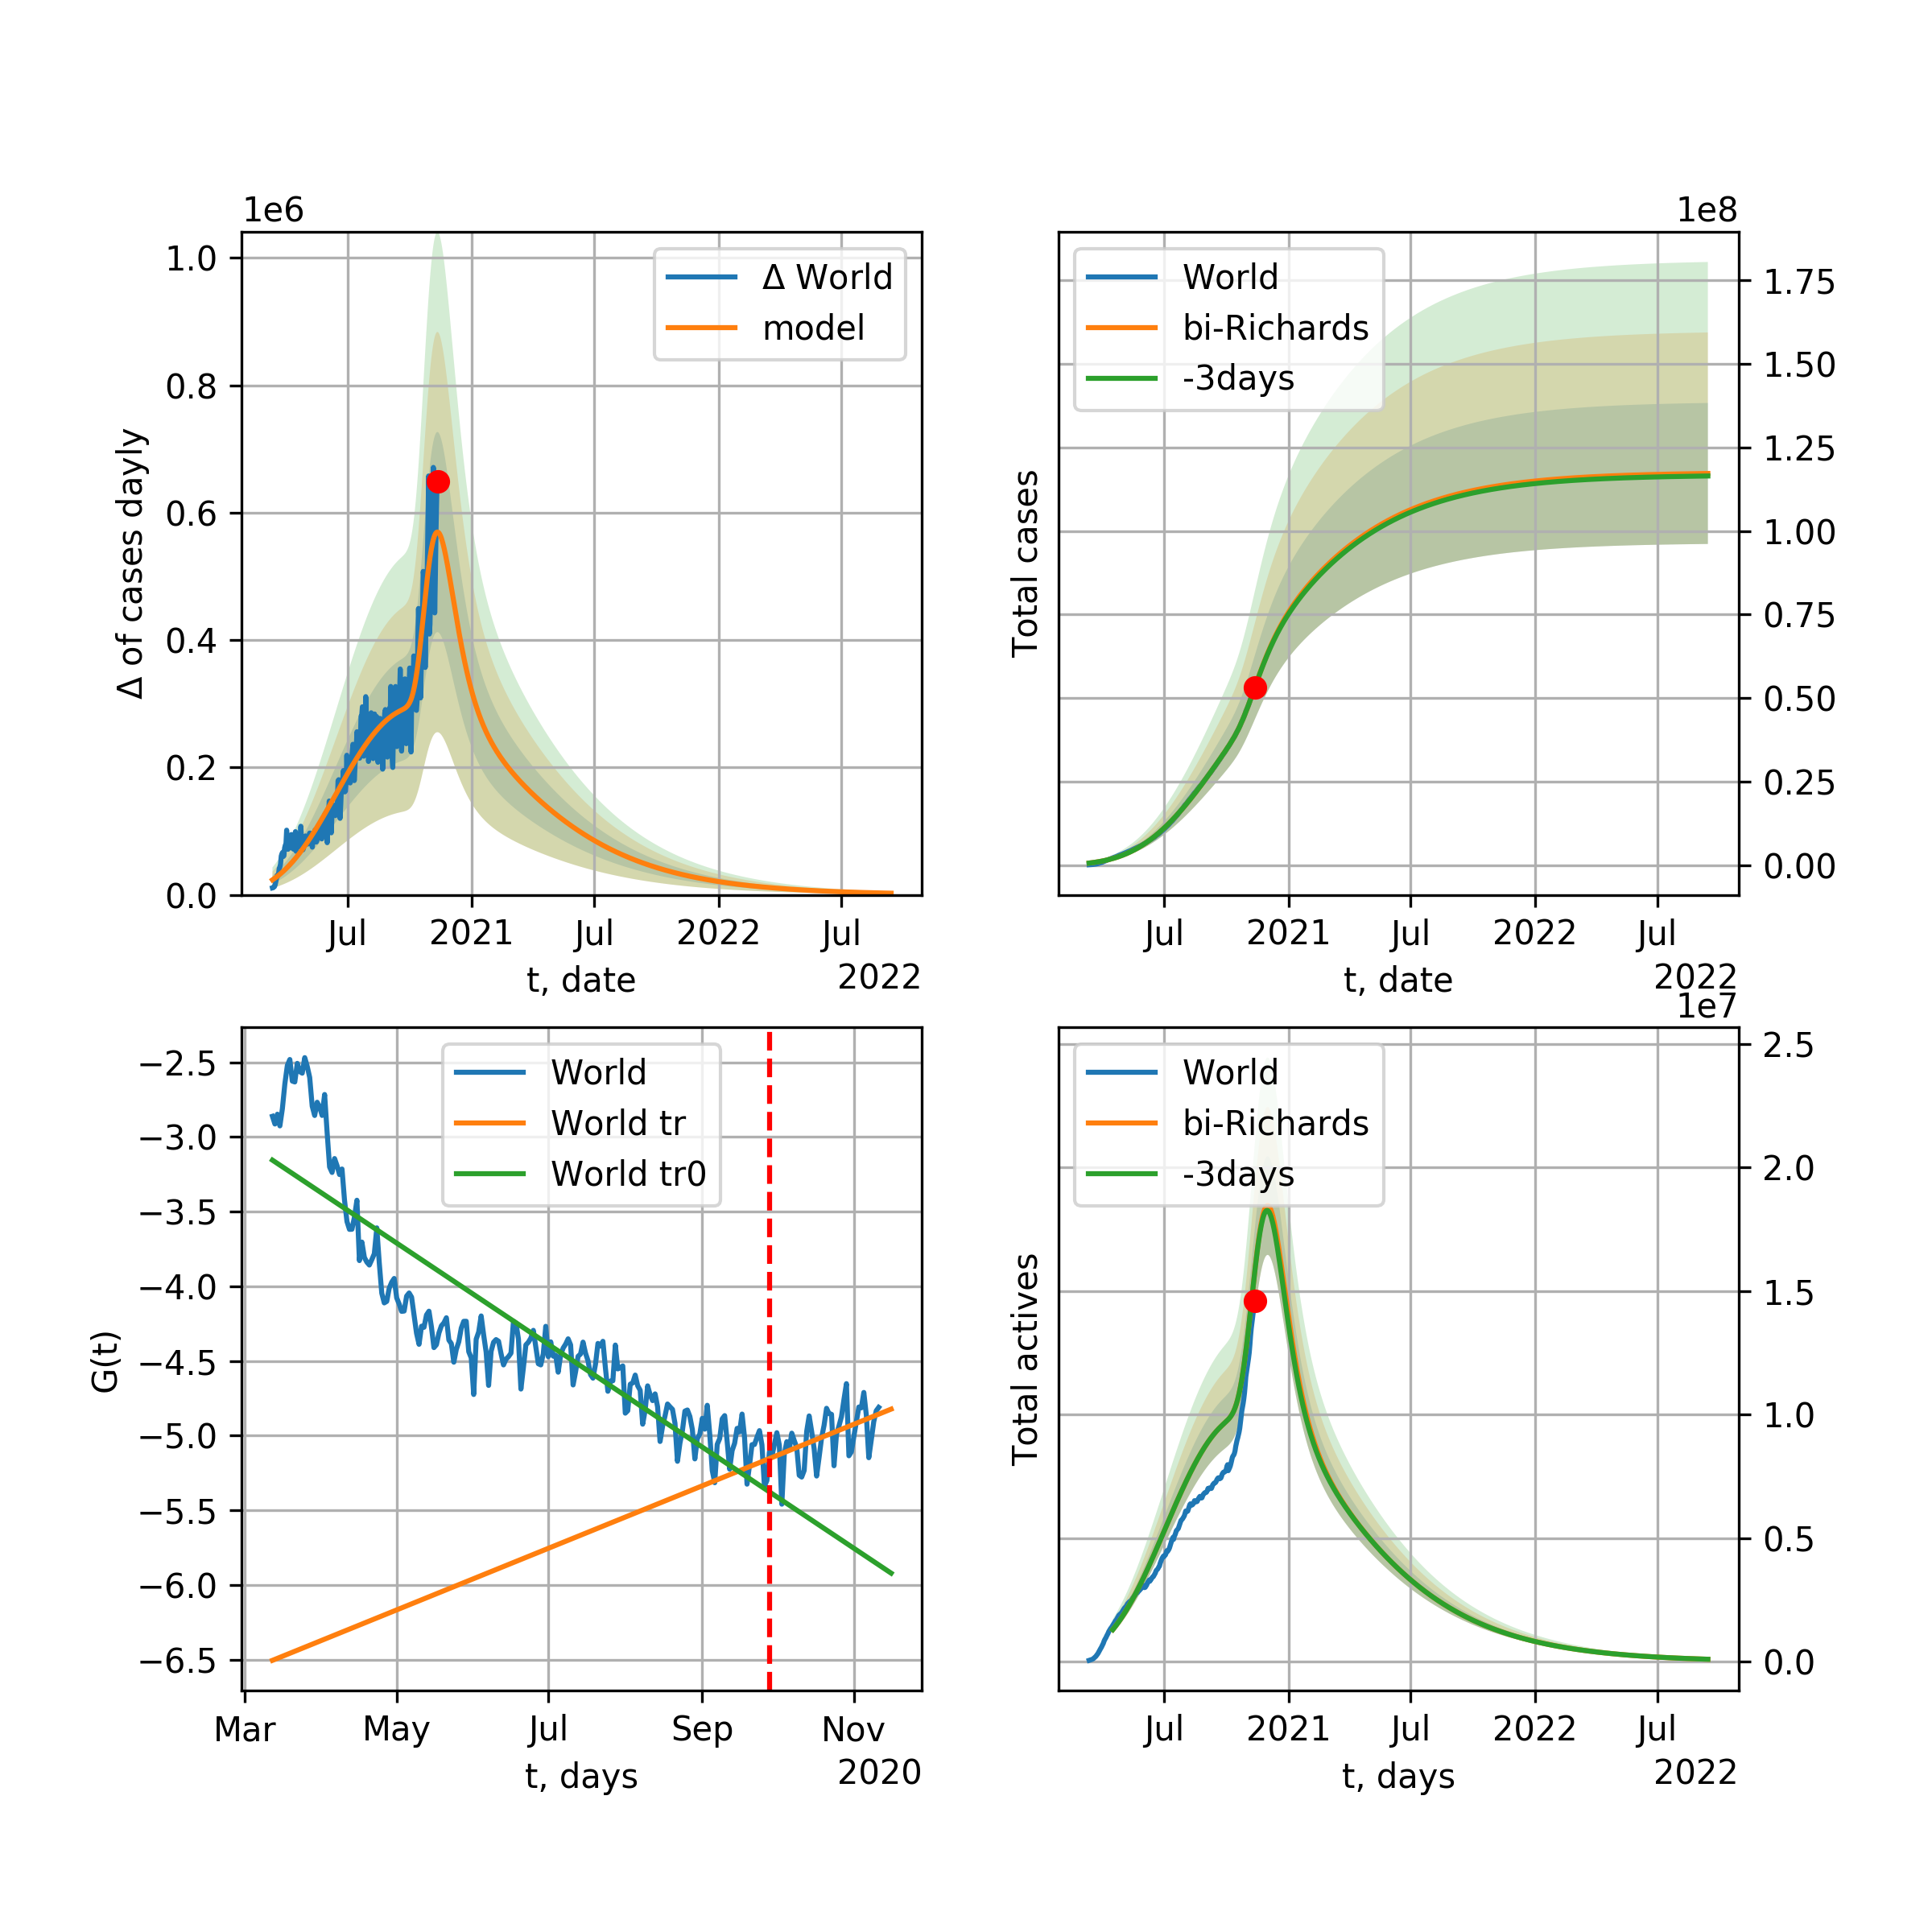 1e6
1.0
0.8
0.6
0.4
0.2
0.0
Δ of cases dayly
Δ World
model
Jul 2021 Jul 2022 Jul
t, date
2022
1e8
World
bi-Richards
-3days
Total cases
1.75
1.50
1.25
1.00
0.75
0.50
0.25
0.00
Jul 2021 Jul 2022 Jul
t, date
2022
−2.5
−3.0
−3.5
−4.0
−4.5
−5.0
−5.5
−6.0
−6.5
G(t)
World
World tr
World tr0
Mar May Jul Sep Nov
t, days
2020
1e7
World
bi-Richards
-3days
Total actives
2.5
2.0
1.5
1.0
0.5
0.0
Jul 2021 Jul 2022 Jul
t, days
2022